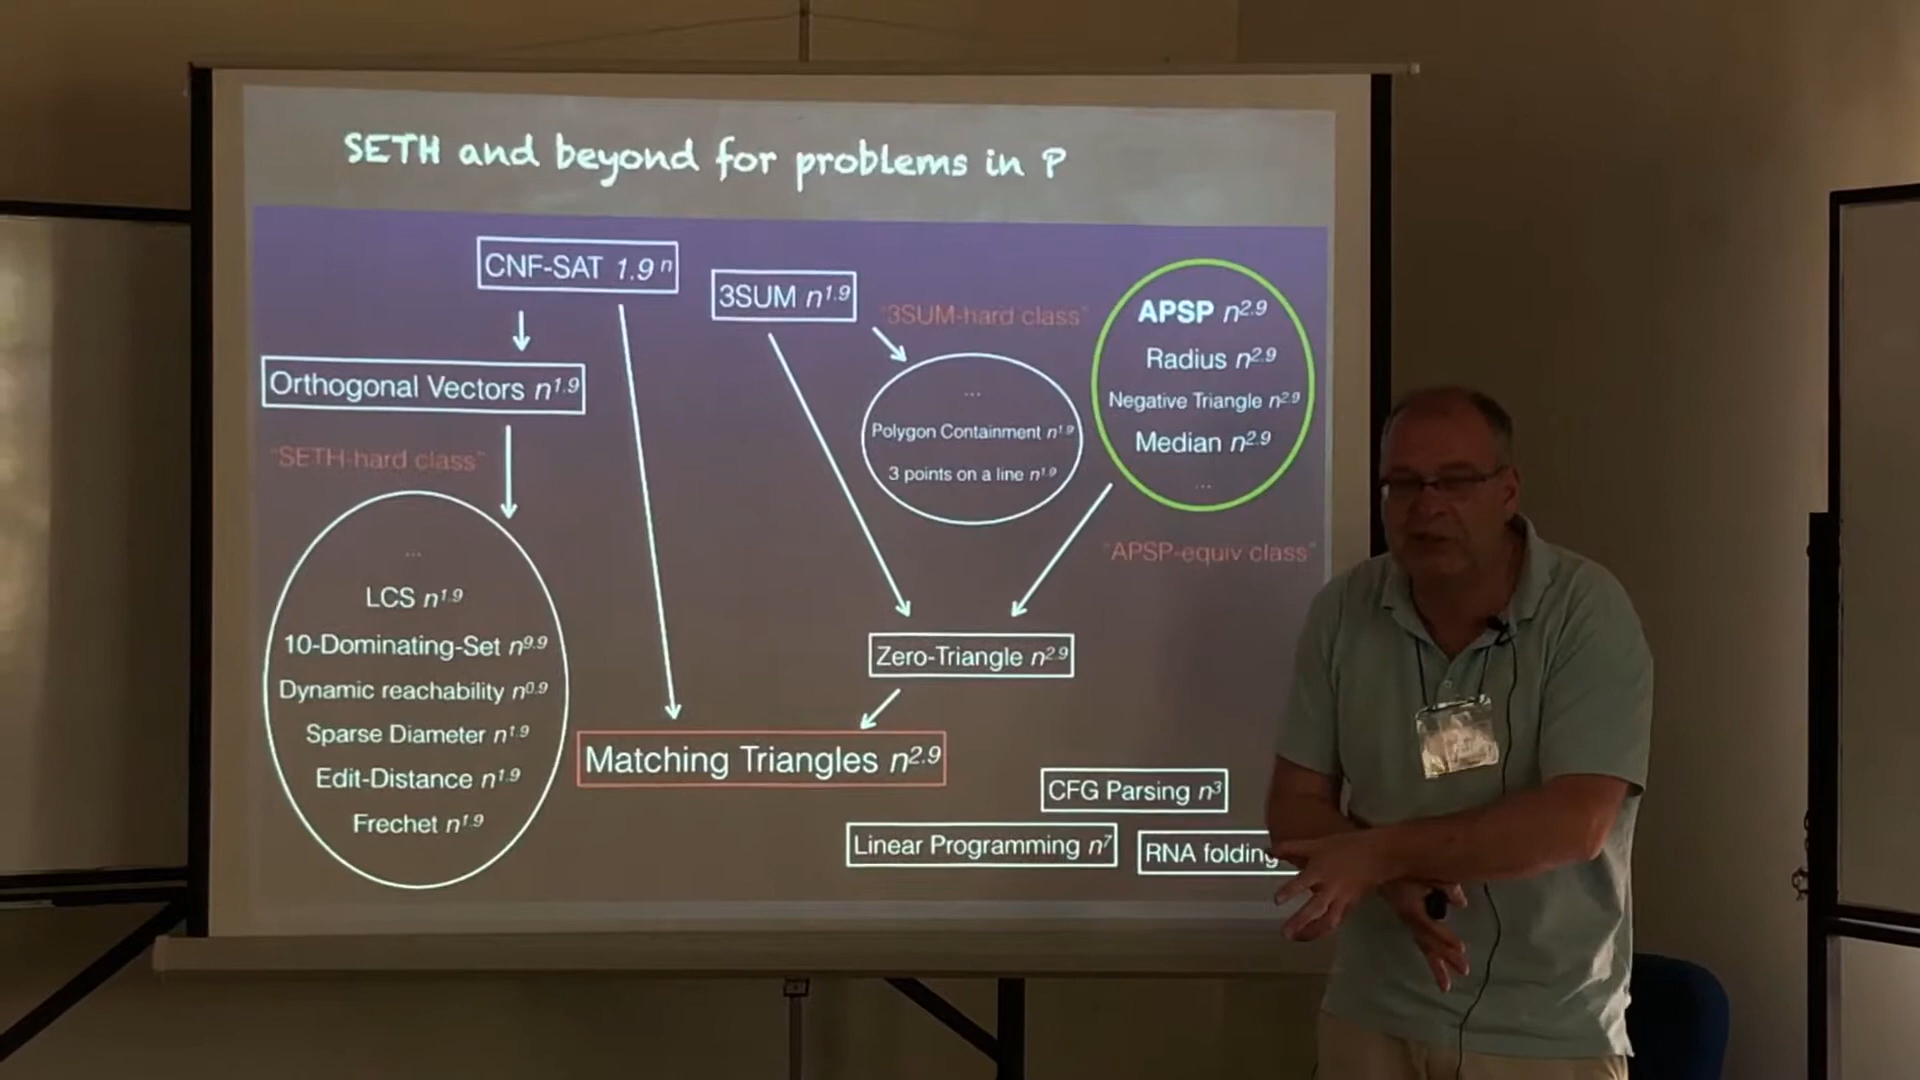 SETH and beyond for problems in P
CNF-SAT 1.9ⁿ
3SUM n^1.9
"3SUM-hard class"
APSP n^2.9
Radius n^2.9
Negative Triangle n^2.9
Median n^2.9
...
"APSP-equiv class"
Orthogonal Vectors n^1.9
"SETH-hard class"
...
Polygon Containment n^1.9
3 points on a line n^1.9
...
LCS n^1.9
10-Dominating-Set n^9.9
Dynamic reachability n^0.9
Sparse Diameter n^1.9
Edit-Distance n^1.9
Frechet n^1.9
Zero-Triangle n^2.9
Matching Triangles n^2.9
CFG Parsing n^3
Linear Programming n^7
RNA folding